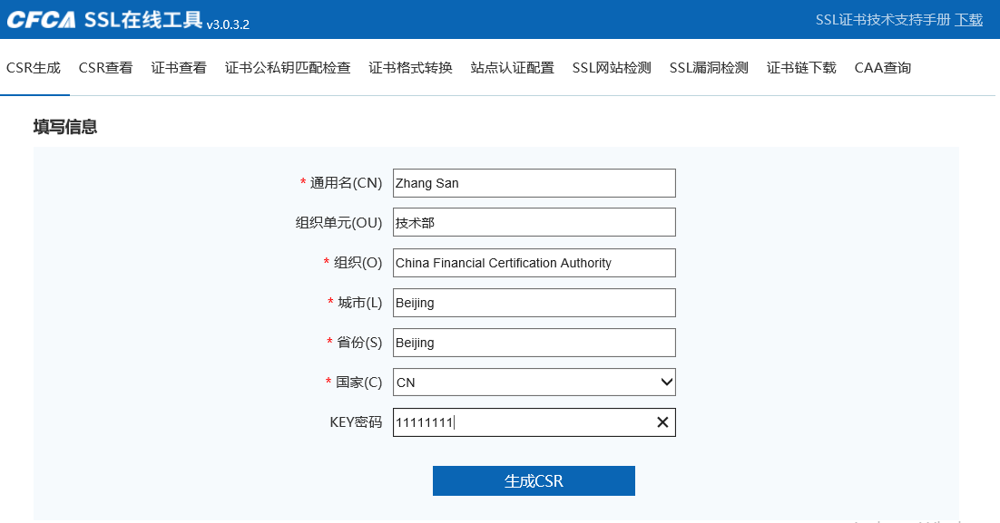 CFCA SSL在线工具 v3.0.3.2 SSL证书技术支持手册 下载
CSR生成 CSR查看 证书查看 证书公私钥匹配检查 证书格式转换 站点认证配置 SSL网站检测 SSL漏洞检测 证书链下载 CAA查询
填写信息
* 通用名(CN) Zhang San
组织单元(OU) 技术部
* 组织(O) China Financial Certification Authority
* 城市(L) Beijing
* 省份(S) Beijing
* 国家(C) CN
KEY密码 11111111
生成CSR